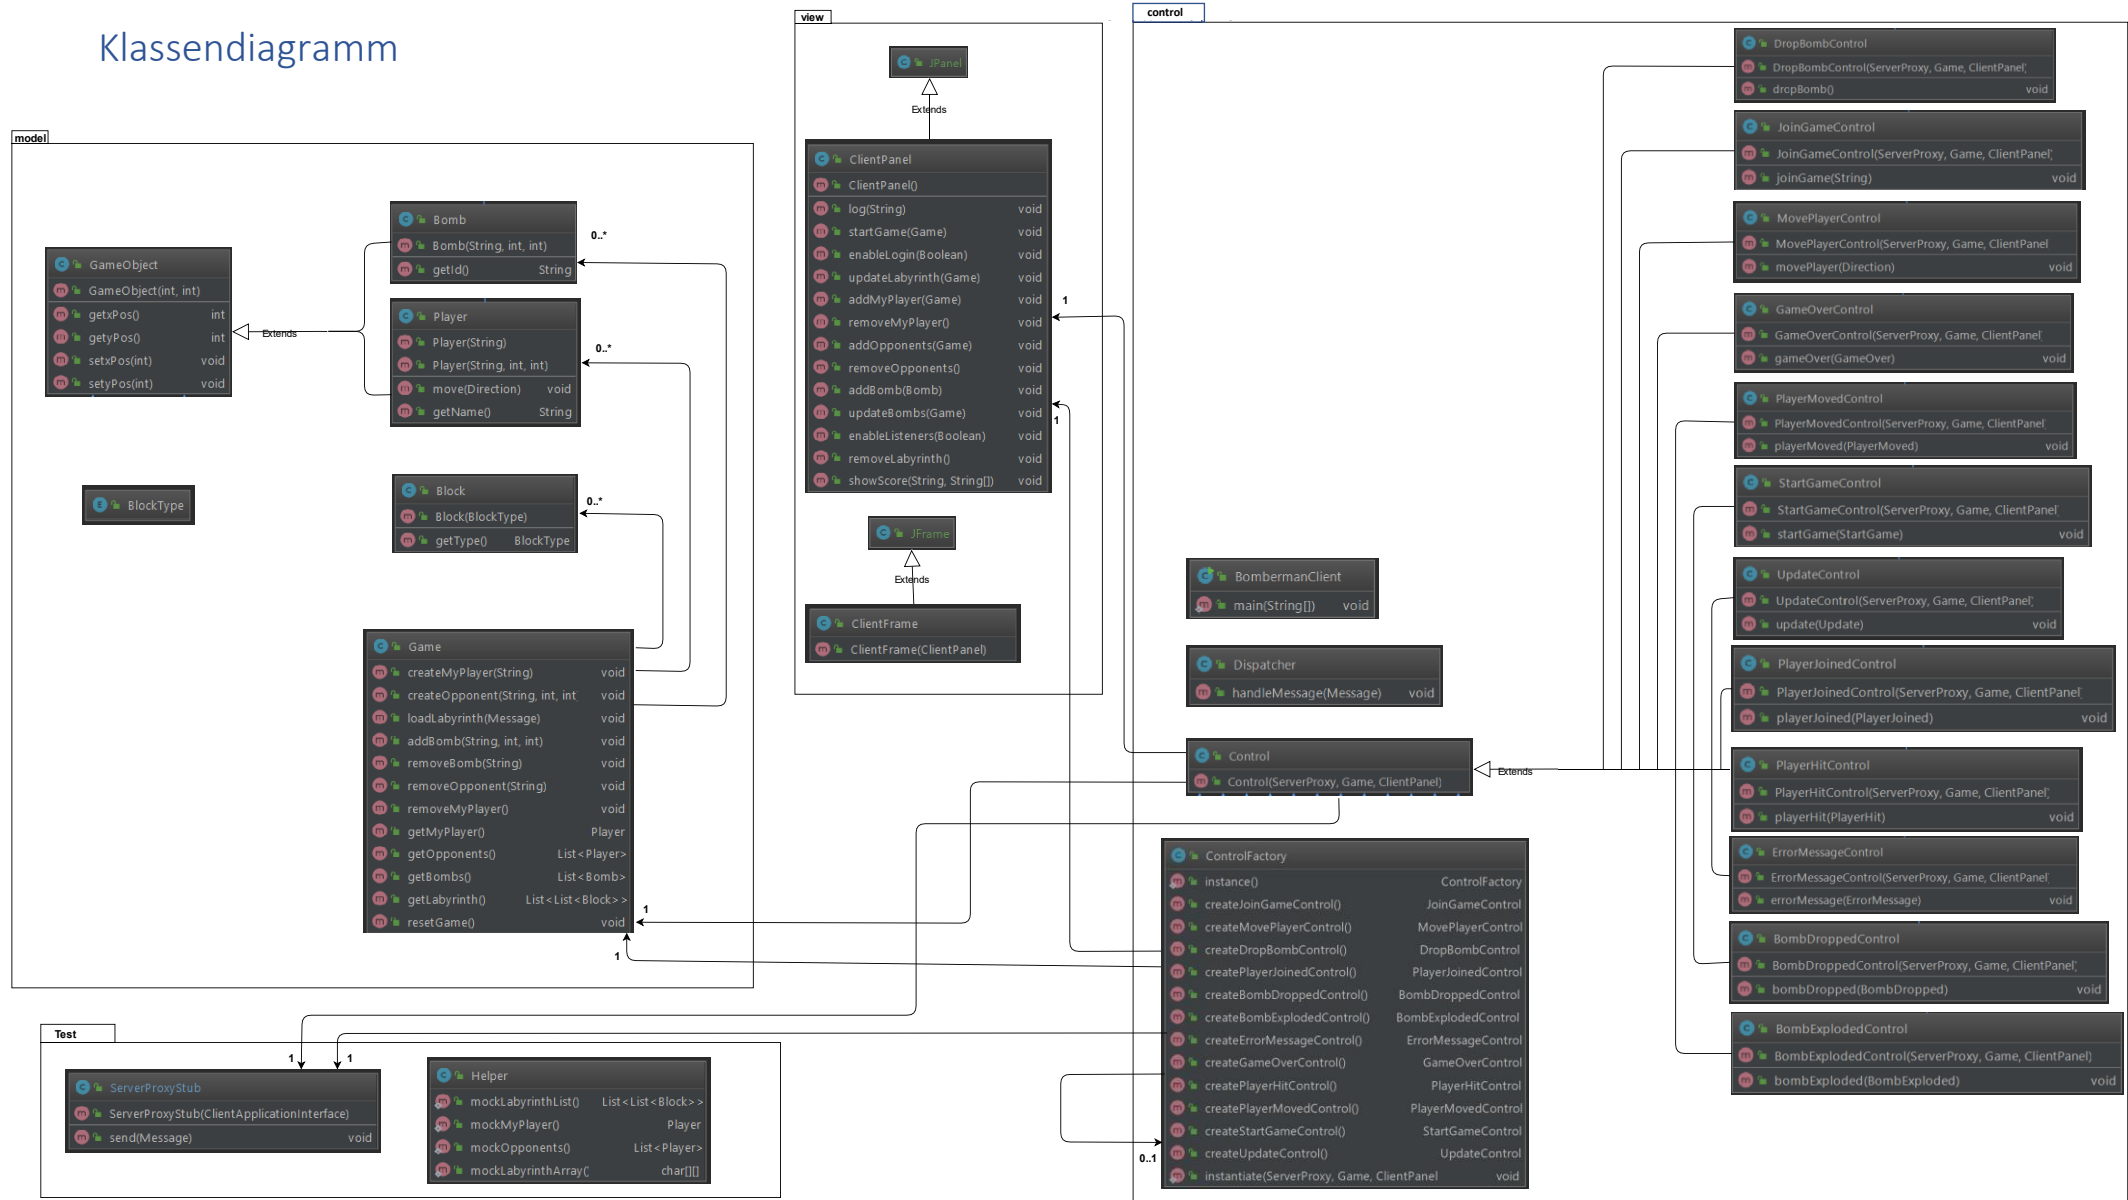 Klassendiagramm
model
GameObject
GameObject(int, int)
getxPos() int
getyPos() int
setxPos(int) void
setyPos(int) void
Extends
Bomb
Bomb(String, int, int)
getId() String
0..*
Player
Player(String)
Player(String, int, int)
move(Direction) void
getName() String
0..*
BlockType
Block
Block(BlockType)
getType() BlockType
0..*
Game
createMyPlayer(String) void
createOpponent(String, int, int void
loadLabyrinth(Message) void
addBomb(String, int, int) void
removeBomb(String) void
removeOpponent(String) void
removeMyPlayer() void
getMyPlayer() Player
getOpponents() List<Player>
getBombs() List<Bomb>
getLabyrinth() List<List<Block>>
resetGame() void
1
1
view
JPanel
Extends
ClientPanel
ClientPanel()
log(String) void
startGame(Game) void
enableLogin(Boolean) void
updateLabyrinth(Game) void
addMyPlayer(Game) void
removeMyPlayer() void
addOpponents(Game) void
removeOpponents() void
addBomb(Bomb) void
updateBombs(Game) void
enableListeners(Boolean) void
removeLabyrinth() void
showScore(String, String[]) void
1
1
JFrame
Extends
ClientFrame
ClientFrame(ClientPanel)
control
BombermanClient
main(String[]) void
Dispatcher
handleMessage(Message) void
Control
Control(ServerProxy, Game, ClientPanel)
Extends
ControlFactory
instance() ControlFactory
createJoinGameControl() JoinGameControl
createMovePlayerControl() MovePlayerControl
createDropBombControl() DropBombControl
createPlayerJoinedControl() PlayerJoinedControl
createBombDroppedControl() BombDroppedControl
createBombExplodedControl() BombExplodedControl
createErrorMessageControl() ErrorMessageControl
createGameOverControl() GameOverControl
createPlayerHitControl() PlayerHitControl
createPlayerMovedControl() PlayerMovedControl
createStartGameControl() StartGameControl
createUpdateControl() UpdateControl
instantiate(ServerProxy, Game, ClientPanel void
0..1
DropBombControl
DropBombControl(ServerProxy, Game, ClientPanel)
dropBomb() void
JoinGameControl
JoinGameControl(ServerProxy, Game, ClientPanel)
joinGame(String) void
MovePlayerControl
MovePlayerControl(ServerProxy, Game, ClientPanel
movePlayer(Direction) void
GameOverControl
GameOverControl(ServerProxy, Game, ClientPanel)
gameOver(GameOver) void
PlayerMovedControl
PlayerMovedControl(ServerProxy, Game, ClientPanel)
playerMoved(PlayerMoved) void
StartGameControl
StartGameControl(ServerProxy, Game, ClientPanel)
startGame(StartGame) void
UpdateControl
UpdateControl(ServerProxy, Game, ClientPanel)
update(Update) void
PlayerJoinedControl
PlayerJoinedControl(ServerProxy, Game, ClientPanel)
playerJoined(PlayerJoined) void
PlayerHitControl
PlayerHitControl(ServerProxy, Game, ClientPanel)
playerHit(PlayerHit) void
ErrorMessageControl
ErrorMessageControl(ServerProxy, Game, ClientPanel)
errorMessage(ErrorMessage) void
BombDroppedControl
BombDroppedControl(ServerProxy, Game, ClientPanel)
bombDropped(BombDropped) void
BombExplodedControl
BombExplodedControl(ServerProxy, Game, ClientPanel)
bombExploded(BombExploded) void
Test
1
1
ServerProxyStub
ServerProxyStub(ClientApplicationInterface)
send(Message) void
Helper
mockLabyrinthList() List<List<Block>>
mockMyPlayer() Player
mockOpponents() List<Player>
mockLabyrinthArray( char[][]